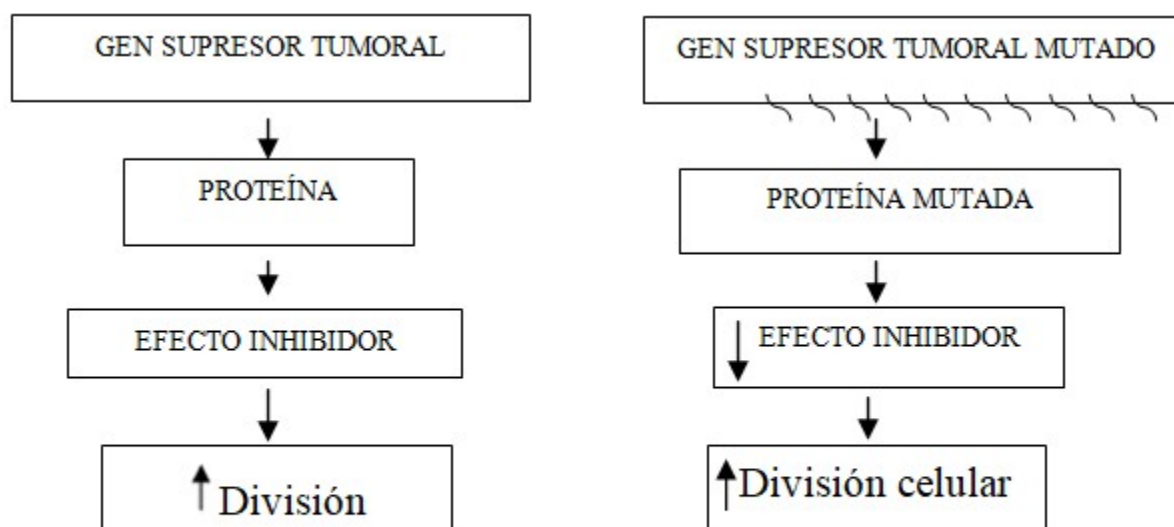 GEN SUPRESOR TUMORAL
PROTEÍNA
EFECTO INHIBIDOR
División
GEN SUPRESOR TUMORAL MUTADO
PROTEÍNA MUTADA
EFECTO INHIBIDOR
División celular